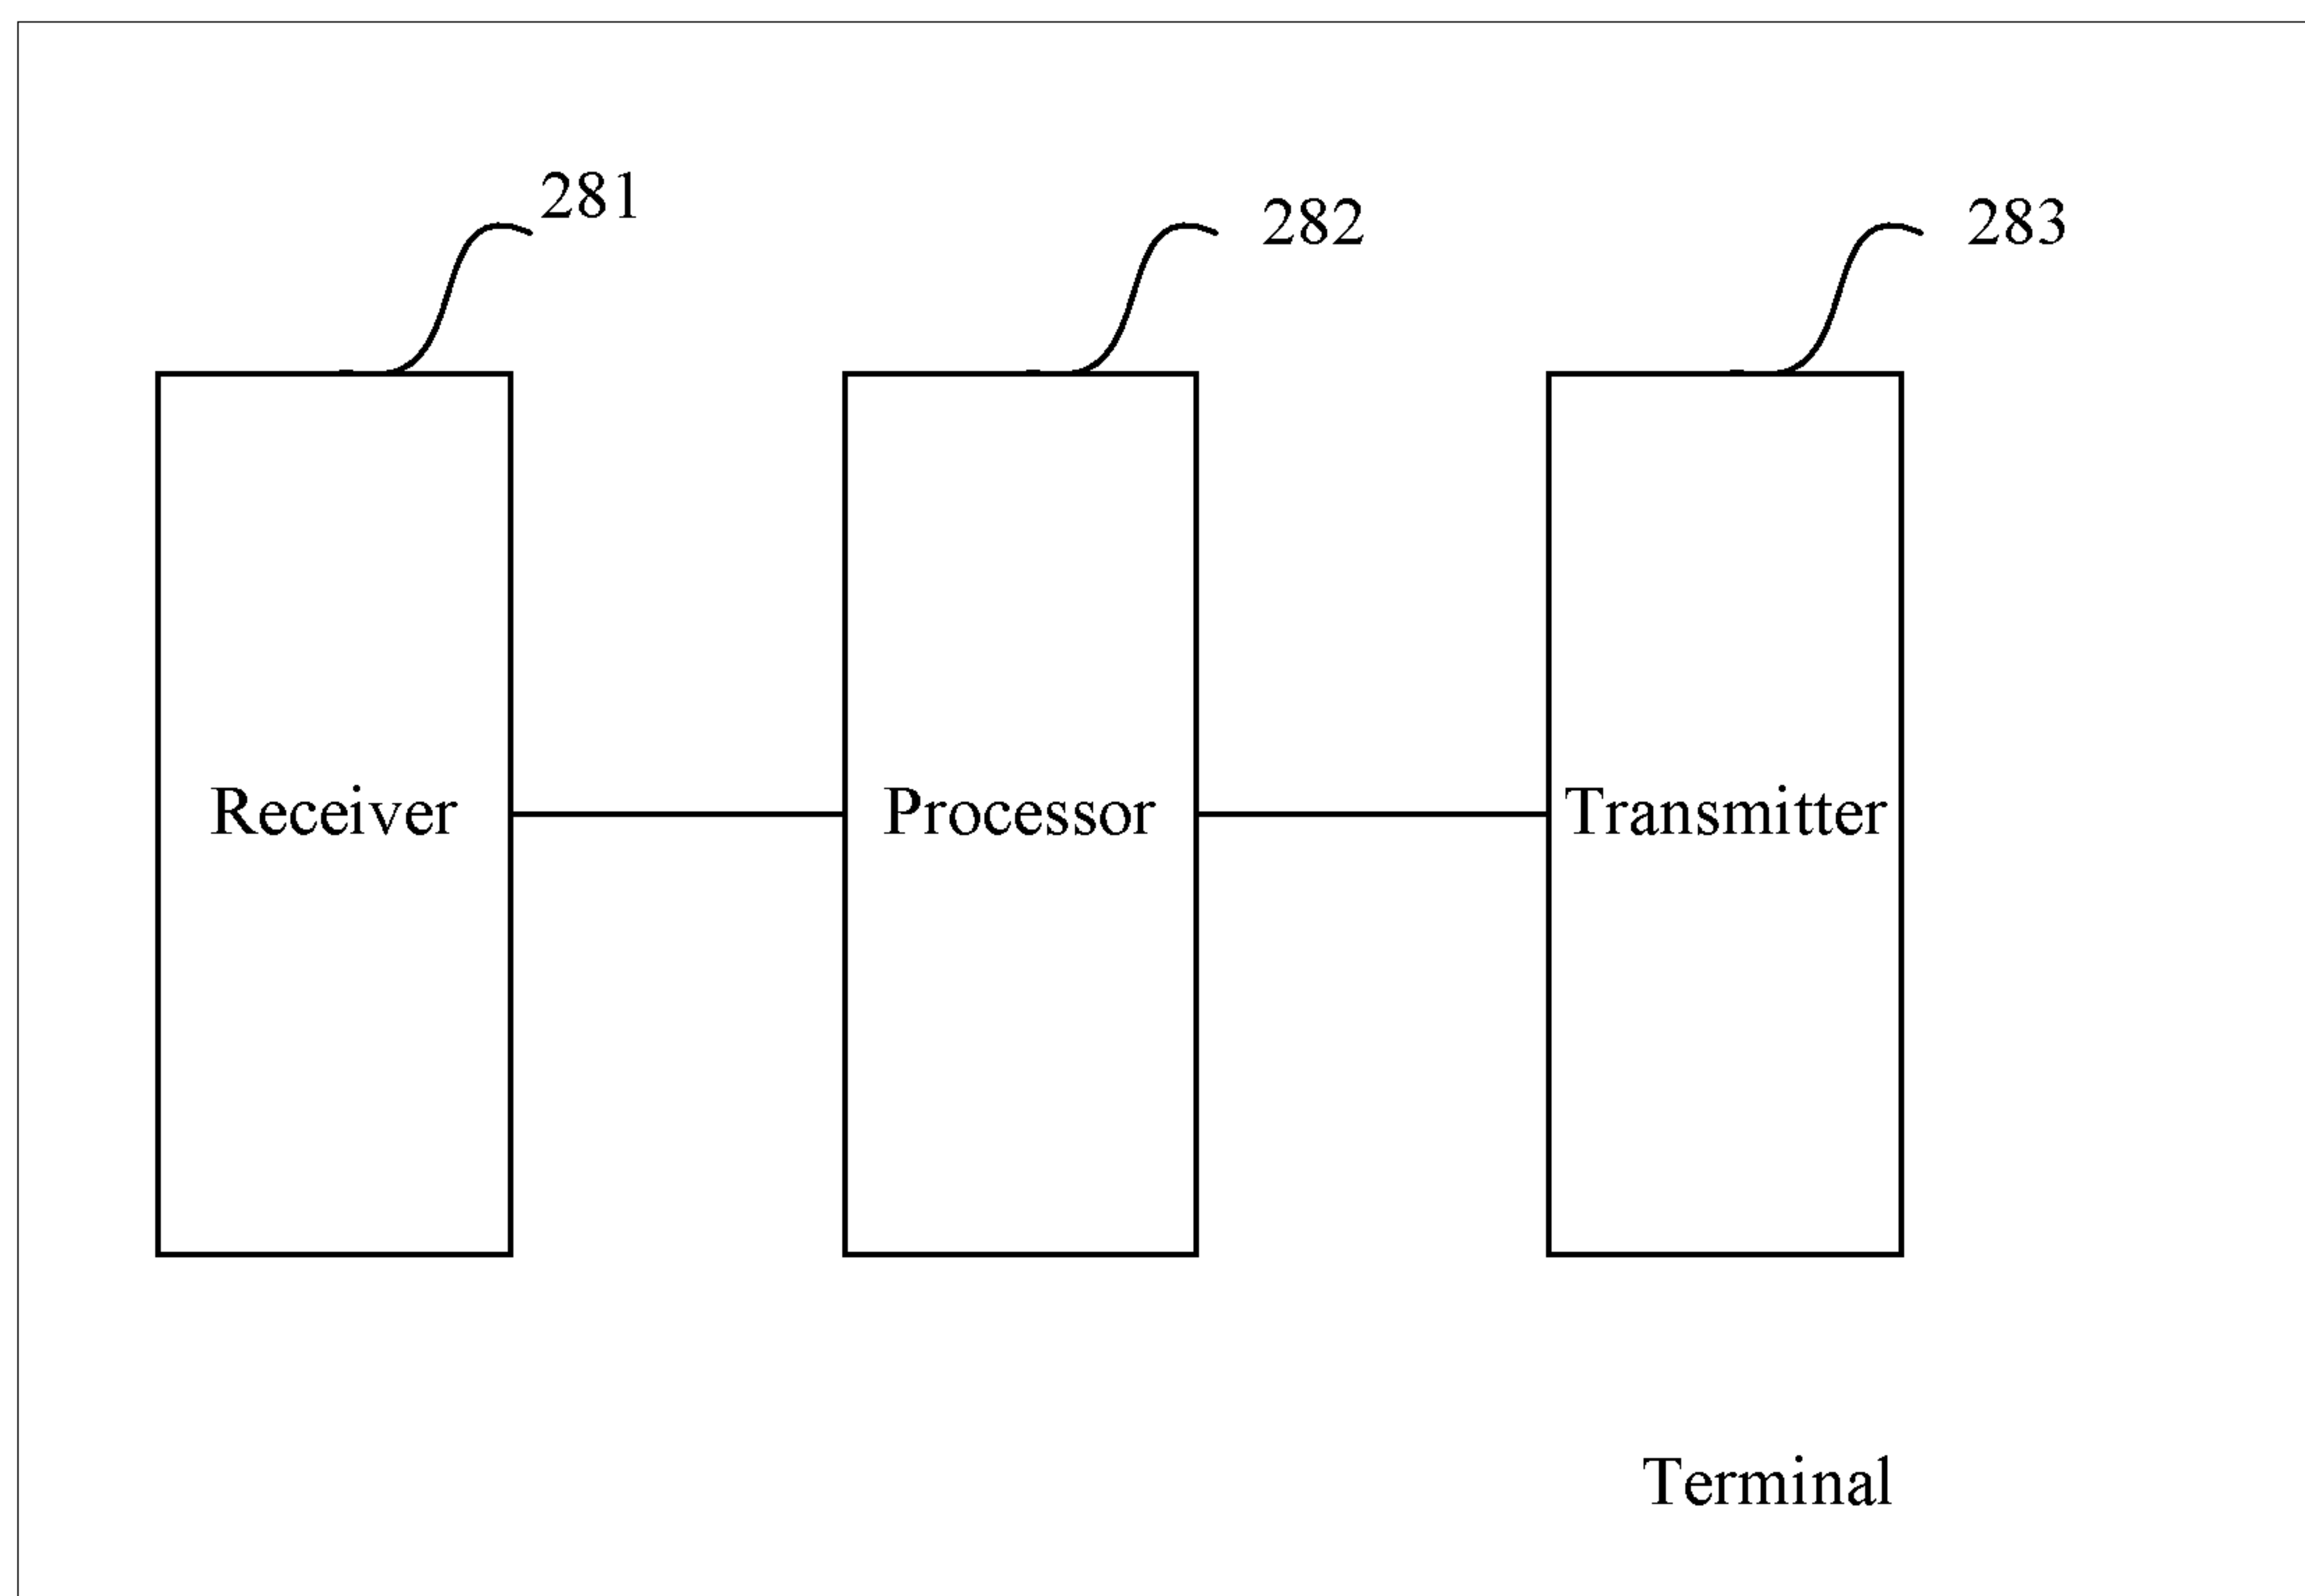 281
282
283
Receiver
Processor
Transmitter
Terminal